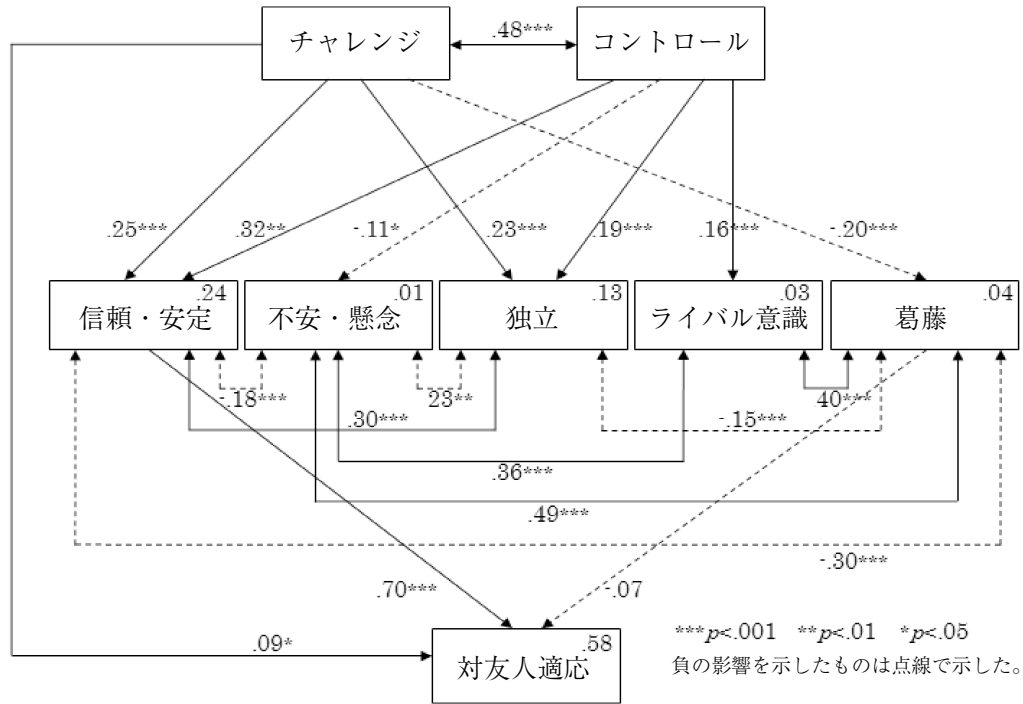 チャレンジ
.48***
コントロール
.25***
.32**
-.11*
.23***
.19***
.16***
-.20***
.24
信頼・安定
.01
不安・懸念
.13
独立
.03
ライバル意識
.04
葛藤
-.18***
23**
40***
.30***
-.15***
.36***
.49***
-.30***
.70***
-.07
.09*
.58
対友人適応
***p<.001 **p<.01 *p<.05
負の影響を示したものは点線で示した。